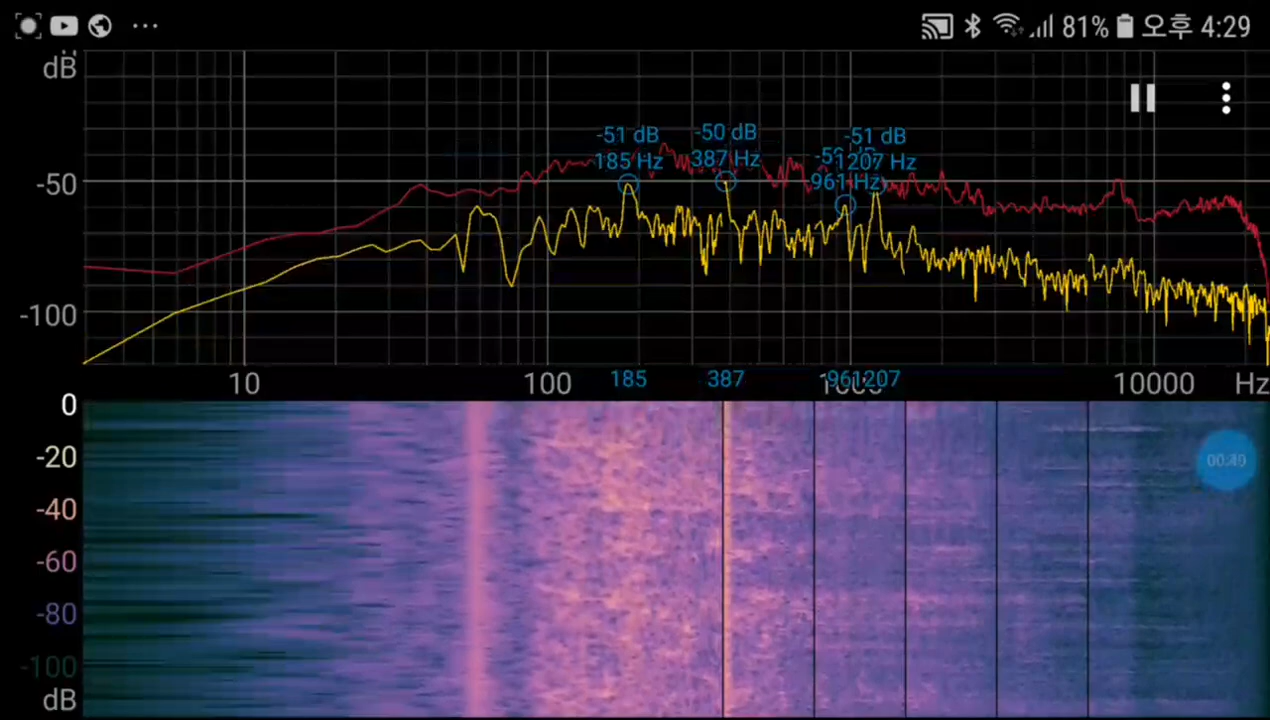 81% 오후 4:29
dB
-51 dB
-50 dB
-51 dB
185 Hz
387 Hz
1207 Hz
961 Hz
-50
-100
10
100
185
387
1000
961
1207
10000
Hz
0
-20
-40
-60
-80
-100
dB
00:49